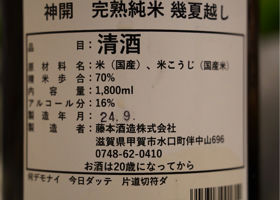 神開 完熟純米 幾夏越し
品目：清酒
原材料名：米（国産）、米こうじ（国産米）
精米歩合：70%
内容量：1,800ml
アルコール分：16%
製造年月：24.9.
製造者：藤本酒造株式会社
滋賀県甲賀市水口町伴中山696
0748-62-0410
お酒は20歳になってから
何デモナイ 今日ダッテ 片道切符ダ